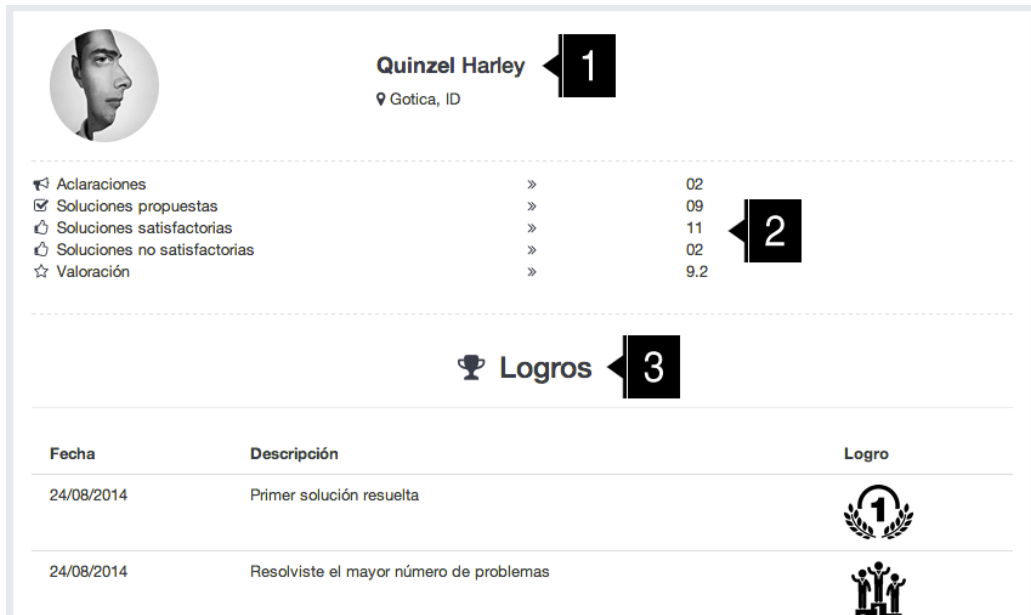 Quinzel Harley 1
Gotica, ID
Aclaraciones » 02
Soluciones propuestas » 09
Soluciones satisfactorias » 11
Soluciones no satisfactorias » 02
Valoración » 9.2
2
Logros 3
Fecha Descripción Logro
24/08/2014 Primer solución resuelta 1
24/08/2014 Resolviste el mayor número de problemas